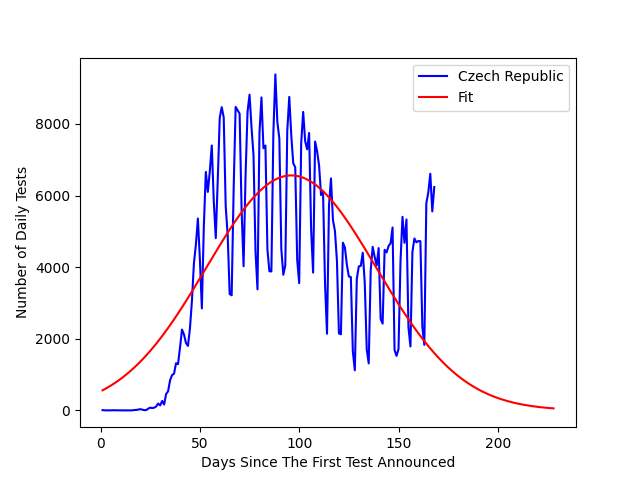 Czech Republic
Fit
Number of Daily Tests
8000
6000
4000
2000
0
0 50 100 150 200
Days Since The First Test Announced